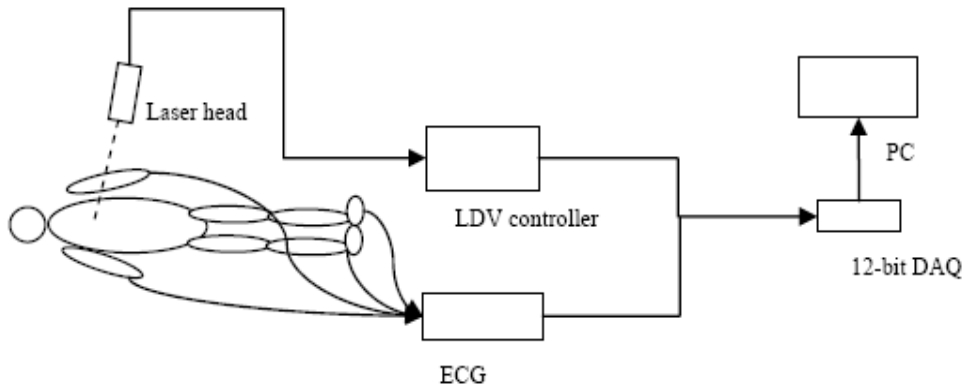 Laser head
PC
LDV controller
12-bit DAQ
ECG